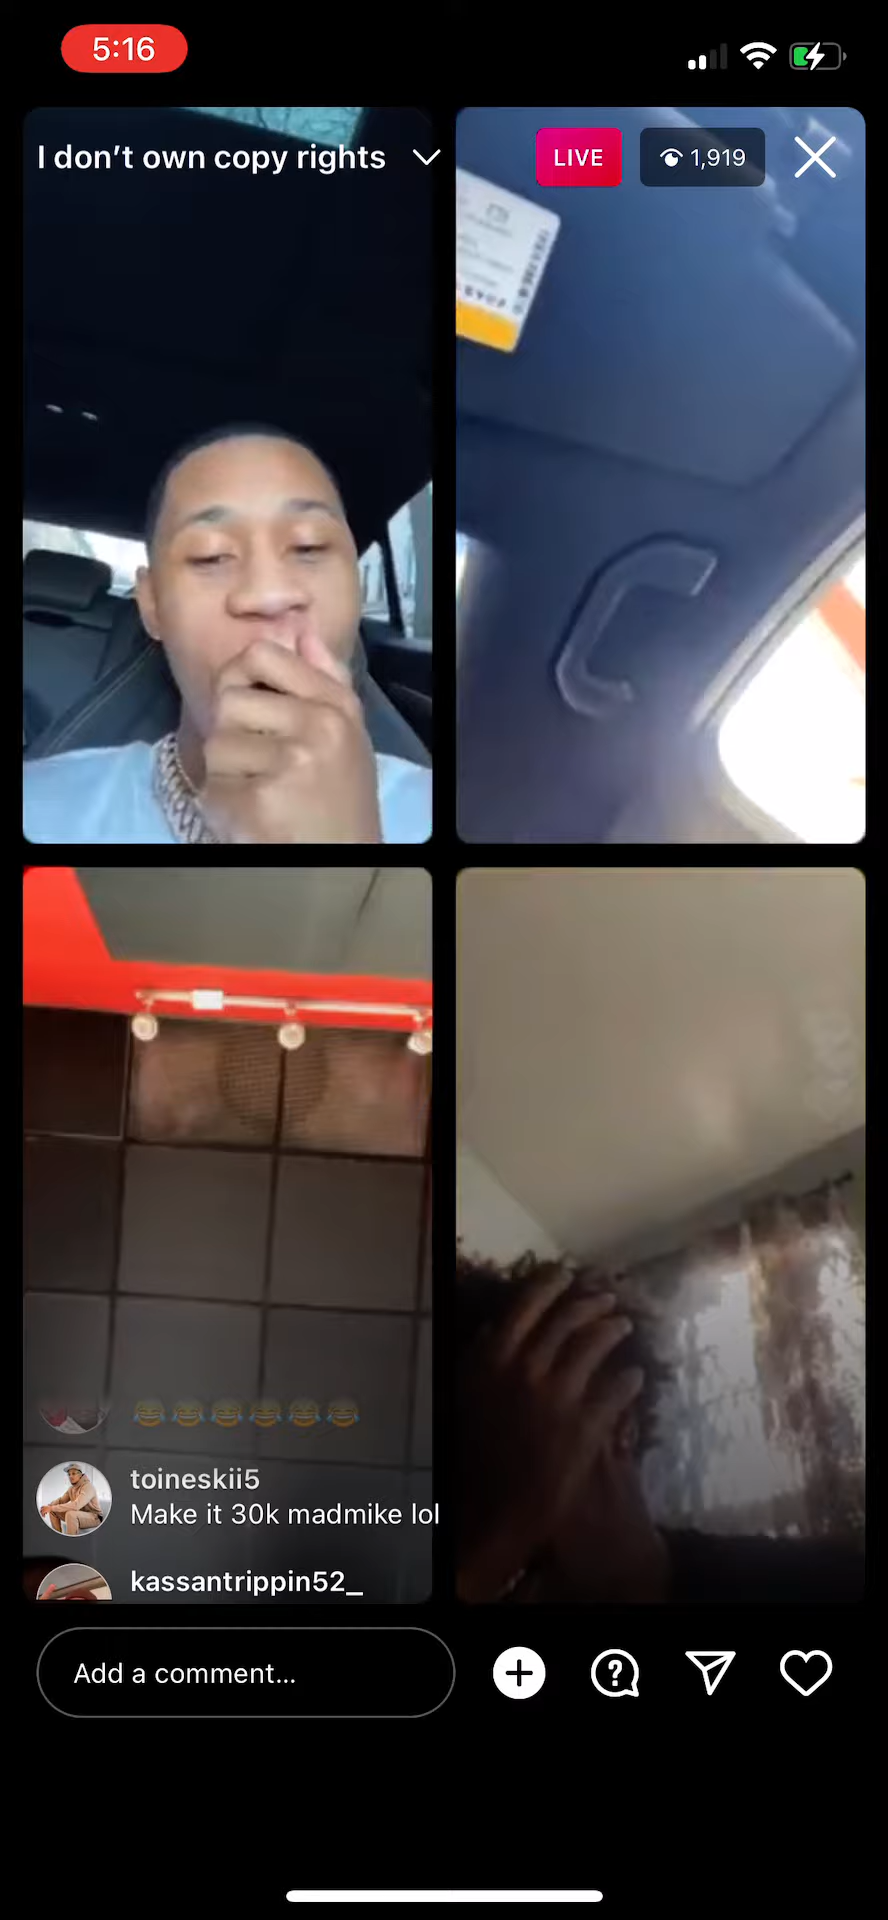 5:16
I don't own copy rights
LIVE
1,919
😂😂😂😂😂😂
toineskii5
Make it 30k madmike lol
kassantrippin52_
Add a comment...